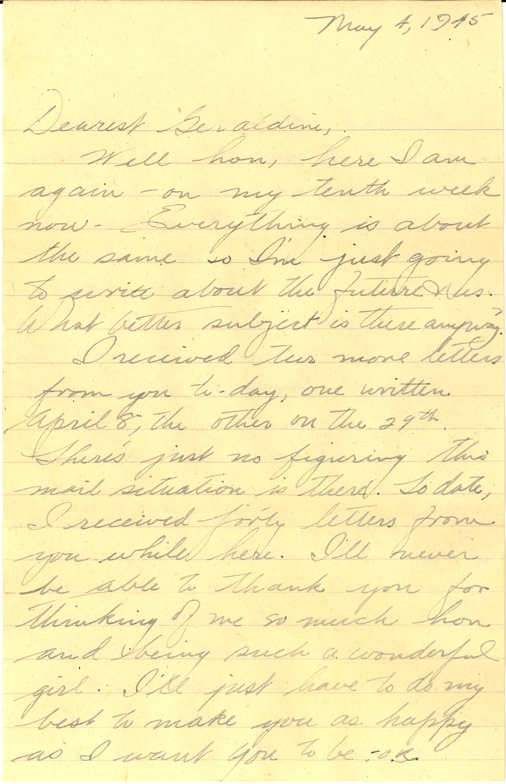 May 4, 1945
Dearest Geraldine,
Well hon, here I am
again - on my tenth week
now. Everything is about
the same so I'm just going
to write about the future & us.
What better subject is there anyway.
I received two more letters
from you to-day, one written
April 8, the other on the 29th.
There's just no figuring this
mail situation is there. To date,
I received forty letters from
you while here. I'll never
be able to thank you for
thinking of me so much hon
and being such a wonderful
girl. I'll just have to do my
best to make you as happy
as I want you to be - o.k.